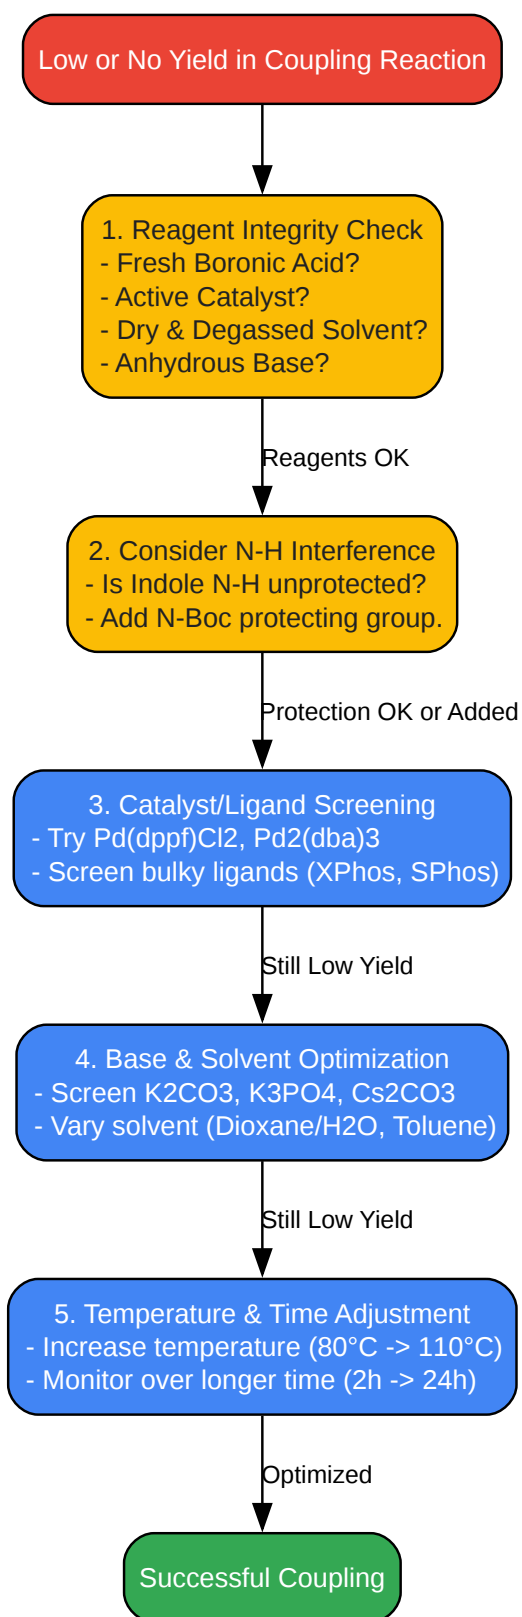 Low or No Yield in Coupling Reaction
1. Reagent Integrity Check
- Fresh Boronic Acid?
- Active Catalyst?
- Dry & Degassed Solvent?
- Anhydrous Base?
Reagents OK
2. Consider N-H Interference
- Is Indole N-H unprotected?
- Add N-Boc protecting group.
Protection OK or Added
3. Catalyst/Ligand Screening
- Try Pd(dppf)Cl2, Pd2(dba)3
- Screen bulky ligands (XPhos, SPhos)
Still Low Yield
4. Base & Solvent Optimization
- Screen K2CO3, K3PO4, Cs2CO3
- Vary solvent (Dioxane/H2O, Toluene)
Still Low Yield
5. Temperature & Time Adjustment
- Increase temperature (80°C -> 110°C)
- Monitor over longer time (2h -> 24h)
Optimized
Successful Coupling